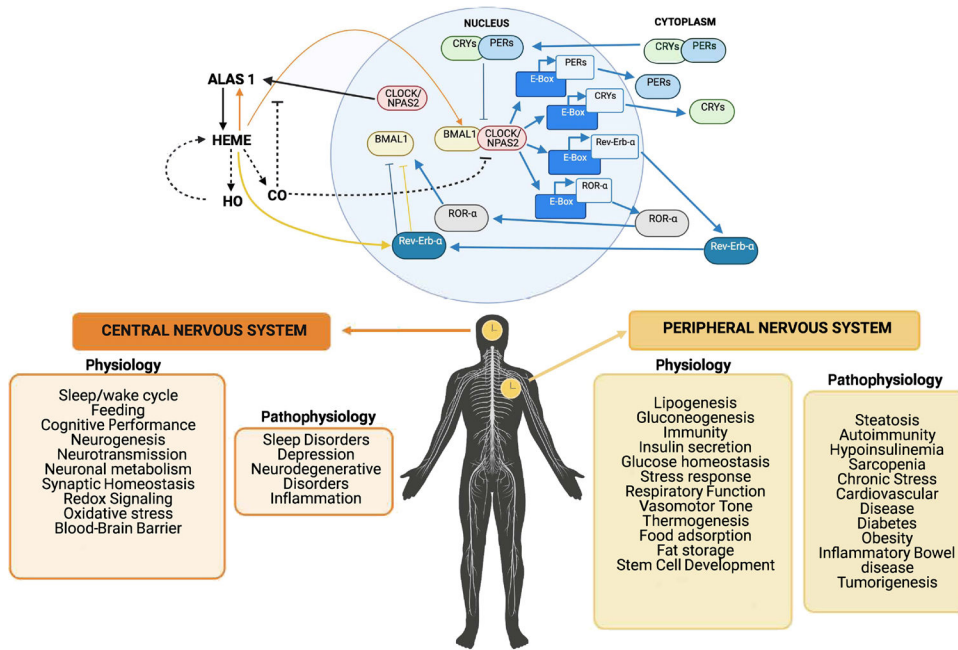 NUCLEUS
CYTOPLASM
CRYs
PERs
CRYs
PERs
PERs
E-Box
PERs
ALAS 1
CLOCK/
NPAS2
CRYs
E-Box
CRYs
HEME
BMAL1
BMAL1
CLOCK/
NPAS2
Rev-Erb-α
E-Box
HO
CO
ROR-α
E-Box
ROR-α
ROR-α
Rev-Erb-α
Rev-Erb-α
CENTRAL NERVOUS SYSTEM
Physiology
Sleep/wake cycle
Feeding
Cognitive Performance
Neurogenesis
Neurotransmission
Neuronal metabolism
Synaptic Homeostasis
Redox Signaling
Oxidative stress
Blood-Brain Barrier
Pathophysiology
Sleep Disorders
Depression
Neurodegenerative
Disorders
Inflammation
PERIPHERAL NERVOUS SYSTEM
Physiology
Lipogenesis
Gluconeogenesis
Immunity
Insulin secretion
Glucose homeostasis
Stress response
Respiratory Function
Vasomotor Tone
Thermogenesis
Food adsorption
Fat storage
Stem Cell Development
Pathophysiology
Steatosis
Autoimmunity
Hypoinsulinemia
Sarcopenia
Chronic Stress
Cardiovascular
Disease
Diabetes
Obesity
Inflammatory Bowel
disease
Tumorigenesis